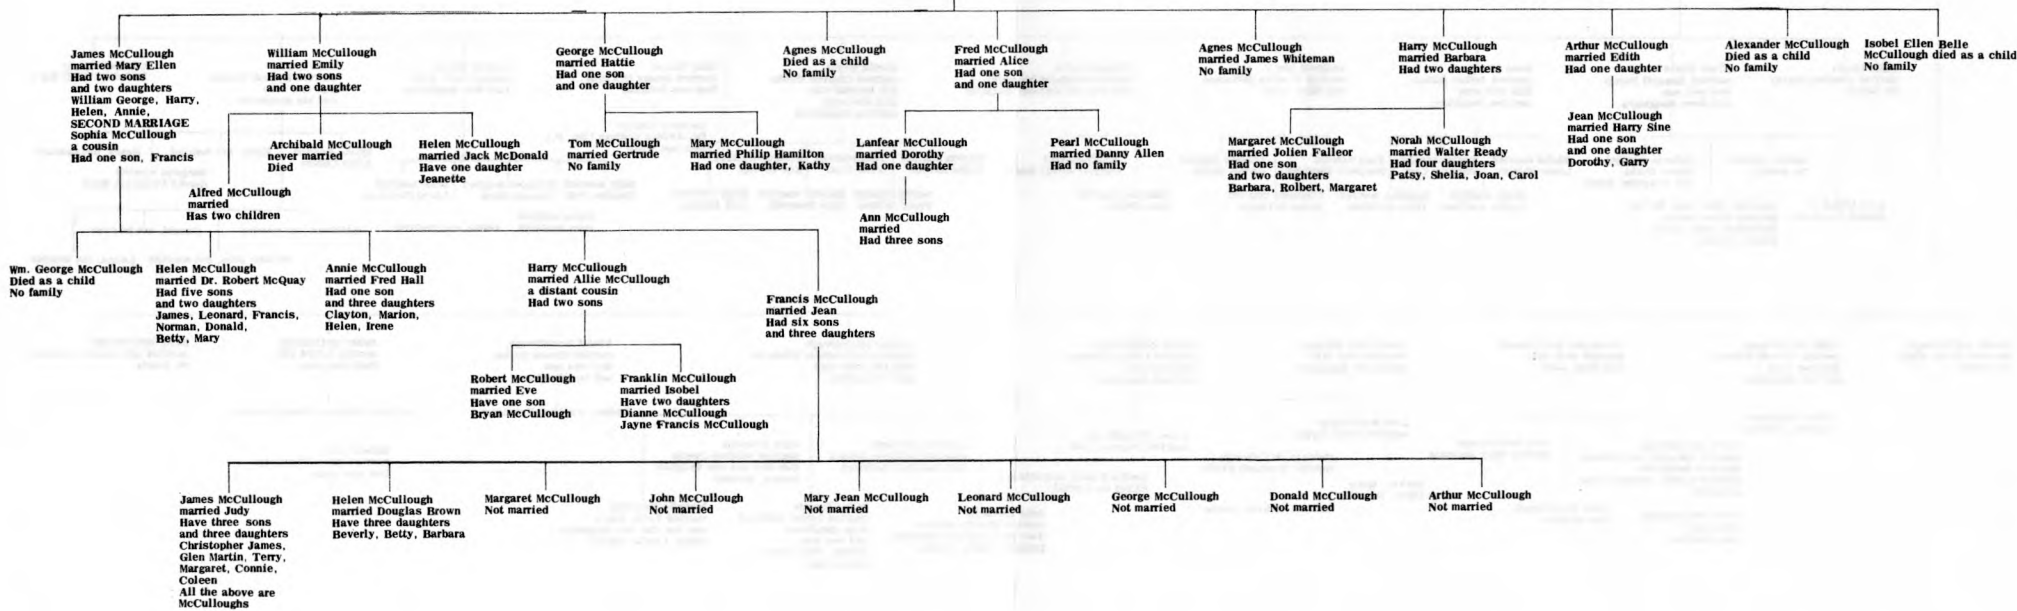 James McCullough
married Mary Ellen
Had two sons
and two daughters
William George, Harry,
Helen, Annie,
SECOND MARRIAGE
Sophia McCullough
a cousin
Had one son, Francis
William McCullough
married Emily
Had two sons
and one daughter
George McCullough
married Hattie
Had one son
and one daughter
Agnes McCullough
Died as a child
No family
Fred McCullough
married Alice
Had one son
and one daughter
Agnes McCullough
married James Whiteman
No family
Harry McCullough
married Barbara
Had two daughters
Arthur McCullough
married Edith
Had one daughter
Alexander McCullough
Died as a child
No family
Isobel Ellen Belle
McCullough died as a child
No family
Alfred McCullough
married
Has two children
Archibald McCullough
never married
Died
Helen McCullough
married Jack McDonald
Have one daughter
Jeanette
Tom McCullough
married Gertrude
No family
Mary McCullough
married Philip Hamilton
Had one daughter, Kathy
Lanfear McCullough
married Dorothy
Had one daughter
Pearl McCullough
married Danny Allen
Had no family
Margaret McCullough
married Jolien Falleor
Had one son
and two daughters
Barbara, Rolbert, Margaret
Norah McCullough
married Walter Ready
Had four daughters
Patsy, Shelia, Joan, Carol
Jean McCullough
married Harry Sine
Had one son
and one daughter
Dorothy, Garry
Ann McCullough
married
Had three sons
Wm. George McCullough
Died as a child
No family
Helen McCullough
married Dr. Robert McQuay
Had five sons
and two daughters
James, Leonard, Francis,
Norman, Donald,
Betty, Mary
Annie McCullough
married Fred Hall
Had one son
and three daughters
Clayton, Marion,
Helen, Irene
Harry McCullough
married Allie McCullough
a distant cousin
Had two sons
Francis McCullough
married Jean
Had six sons
and three daughters
Robert McCullough
married Eve
Have one son
Bryan McCullough
Franklin McCullough
married Isobel
Have two daughters
Dianne McCullough
Jayne Francis McCullough
James McCullough
married Judy
Have three sons
and three daughters
Christopher James,
Glen Martin, Terry,
Margaret, Connie,
Coleen
All the above are
McCulloughs
Helen McCullough
married Douglas Brown
Have three daughters
Beverly, Betty, Barbara
Margaret McCullough
Not married
John McCullough
Not married
Mary Jean McCullough
Not married
Leonard McCullough
Not married
George McCullough
Not married
Donald McCullough
Not married
Arthur McCullough
Not married